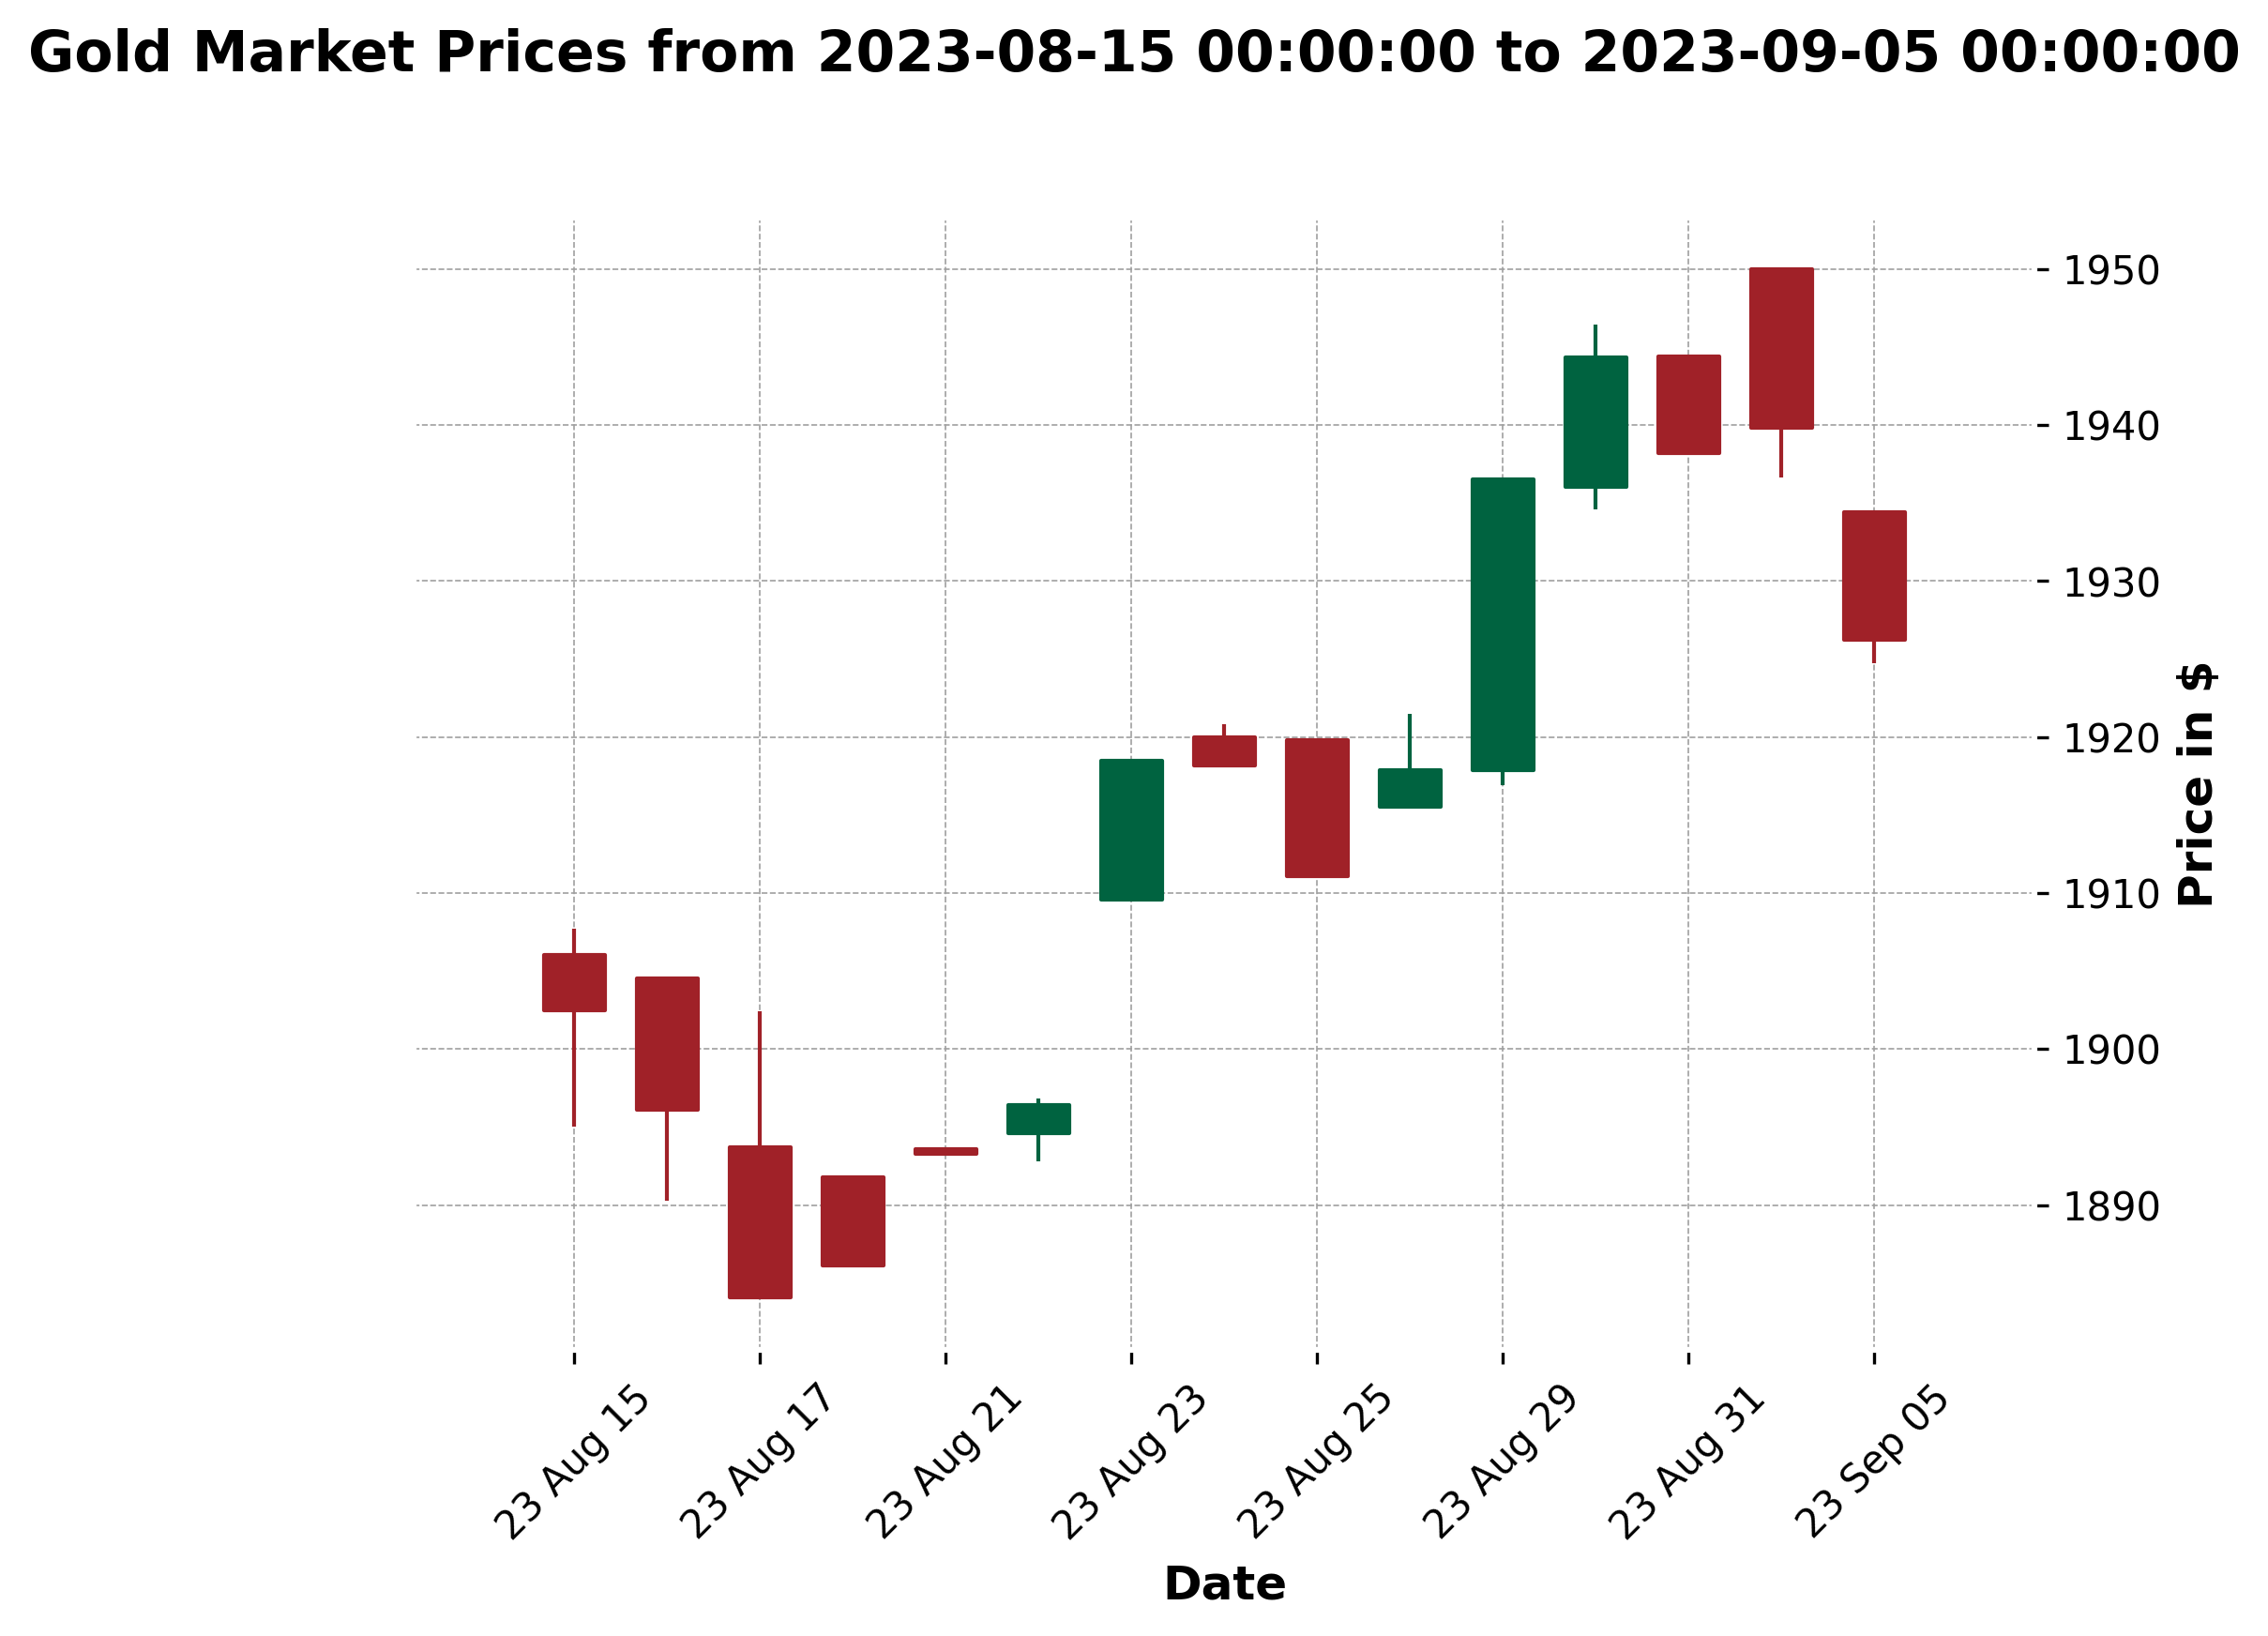 Gold Market Prices from 2023-08-15 00:00:00 to 2023-09-05 00:00:00
1950
1940
1930
1920
1910
1900
1890
Price in $
23 Aug 15
23 Aug 17
23 Aug 21
23 Aug 23
23 Aug 25
23 Aug 29
23 Aug 31
23 Sep 05
Date